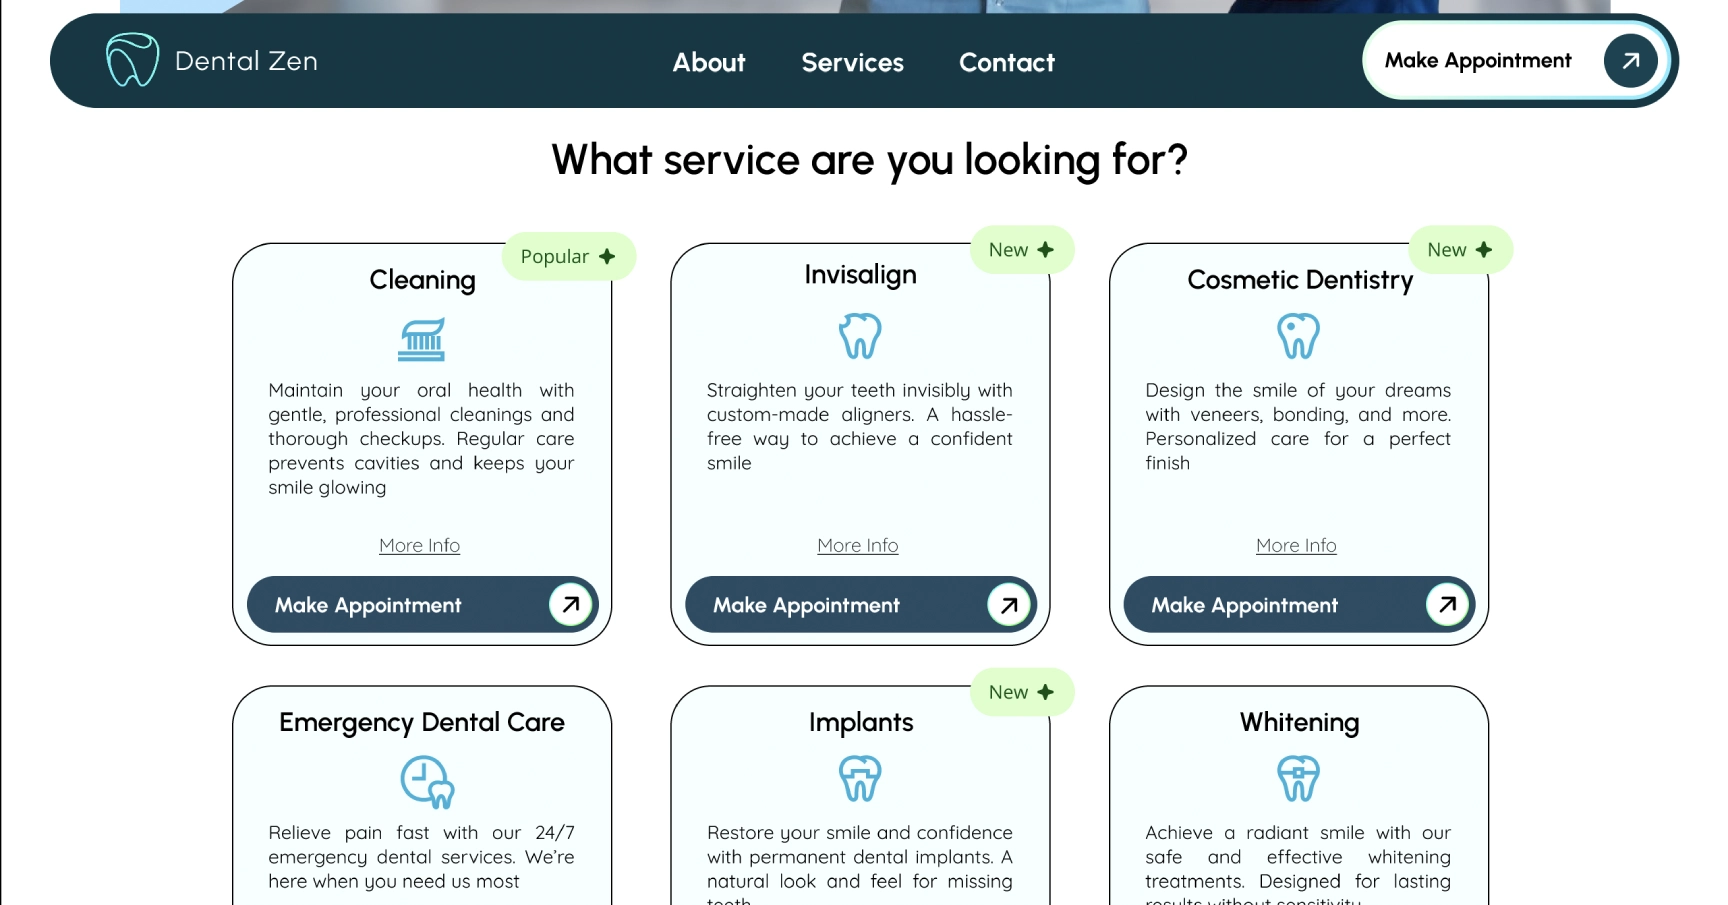 Dental Zen
About
Services
Contact
Make Appointment
What service are you looking for?
Popular
Cleaning
Maintain your oral health with
gentle, professional cleanings and
thorough checkups. Regular care
prevents cavities and keeps your
smile glowing
More Info
Make Appointment
New
Invisalign
Straighten your teeth invisibly with
custom-made aligners. A hassle-
free way to achieve a confident
smile
More Info
Make Appointment
New
Cosmetic Dentistry
Design the smile of your dreams
with veneers, bonding, and more.
Personalized care for a perfect
finish
More Info
Make Appointment
Emergency Dental Care
Relieve pain fast with our 24/7
emergency dental services. We’re
here when you need us most
New
Implants
Restore your smile and confidence
with permanent dental implants. A
natural look and feel for missing
teeth
Whitening
Achieve a radiant smile with our
safe and effective whitening
treatments. Designed for lasting
results without sensitivity